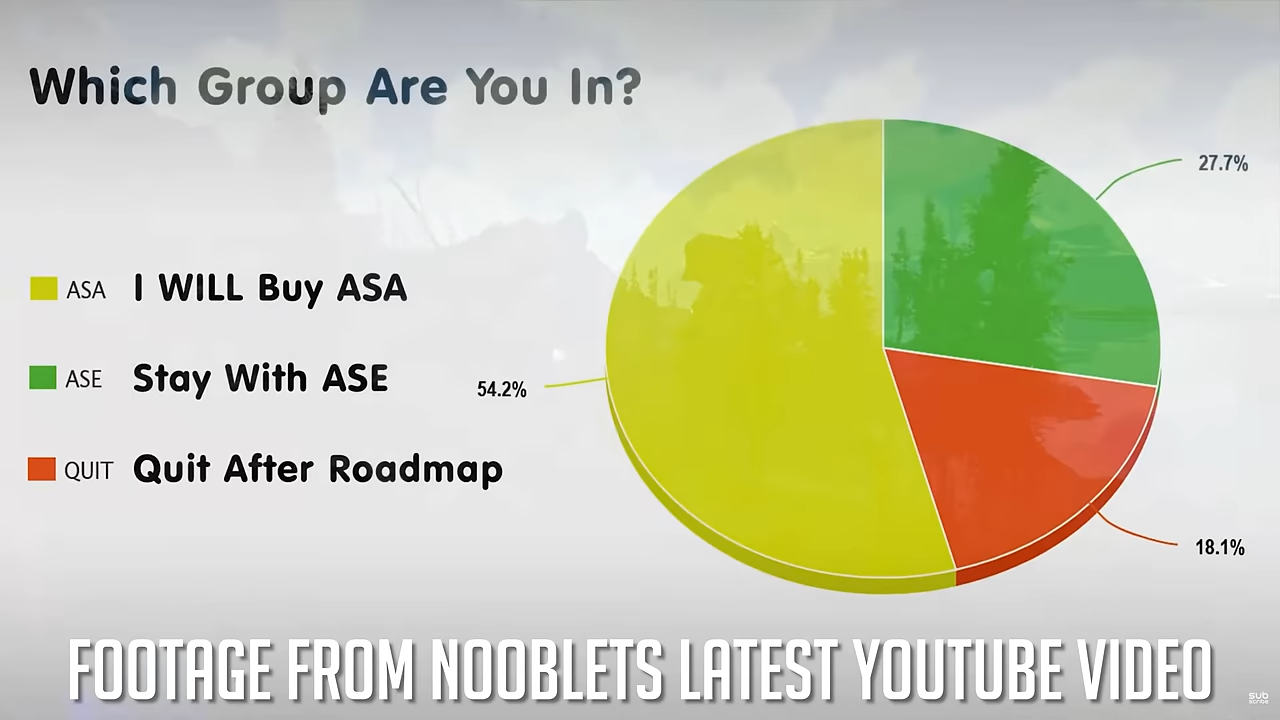 Which Group Are You In?
27.7%
ASA I WILL Buy ASA
ASE Stay With ASE
54.2%
QUIT Quit After Roadmap
18.1%
FOOTAGE FROM NOOBLETS LATEST YOUTUBE VIDEO
SUB
scribe